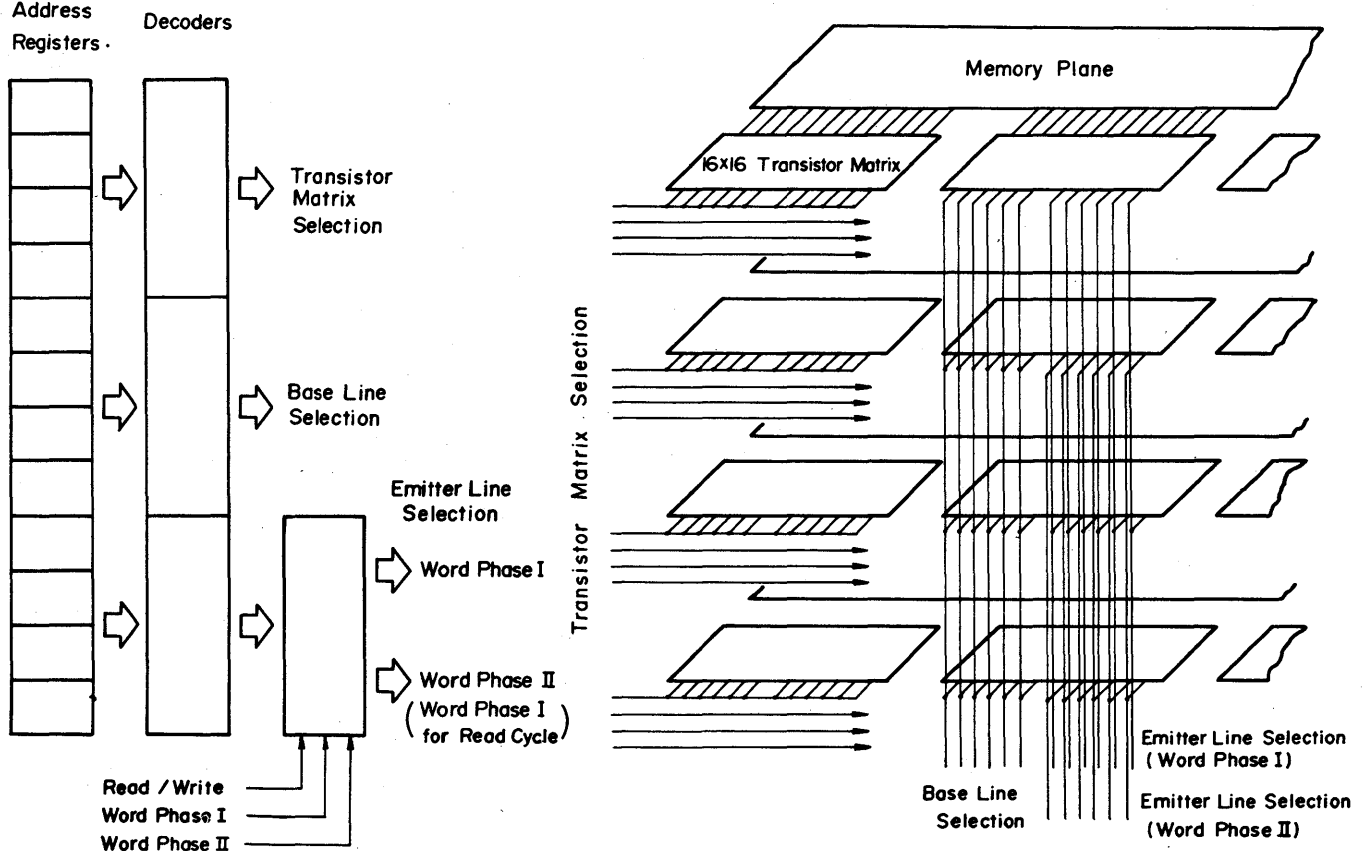 Address
Registers.
Decoders
Transistor
Matrix
Selection
Base Line
Selection
Emitter Line
Selection
Word Phase I
Word Phase II
(Word Phase I
for Read Cycle)
Read / Write
Word Phase I
Word Phase II
Memory Plane
16×16 Transistor Matrix
Transistor Matrix Selection
Base Line
Selection
Emitter Line Selection
(Word Phase I)
Emitter Line Selection
(Word Phase II)